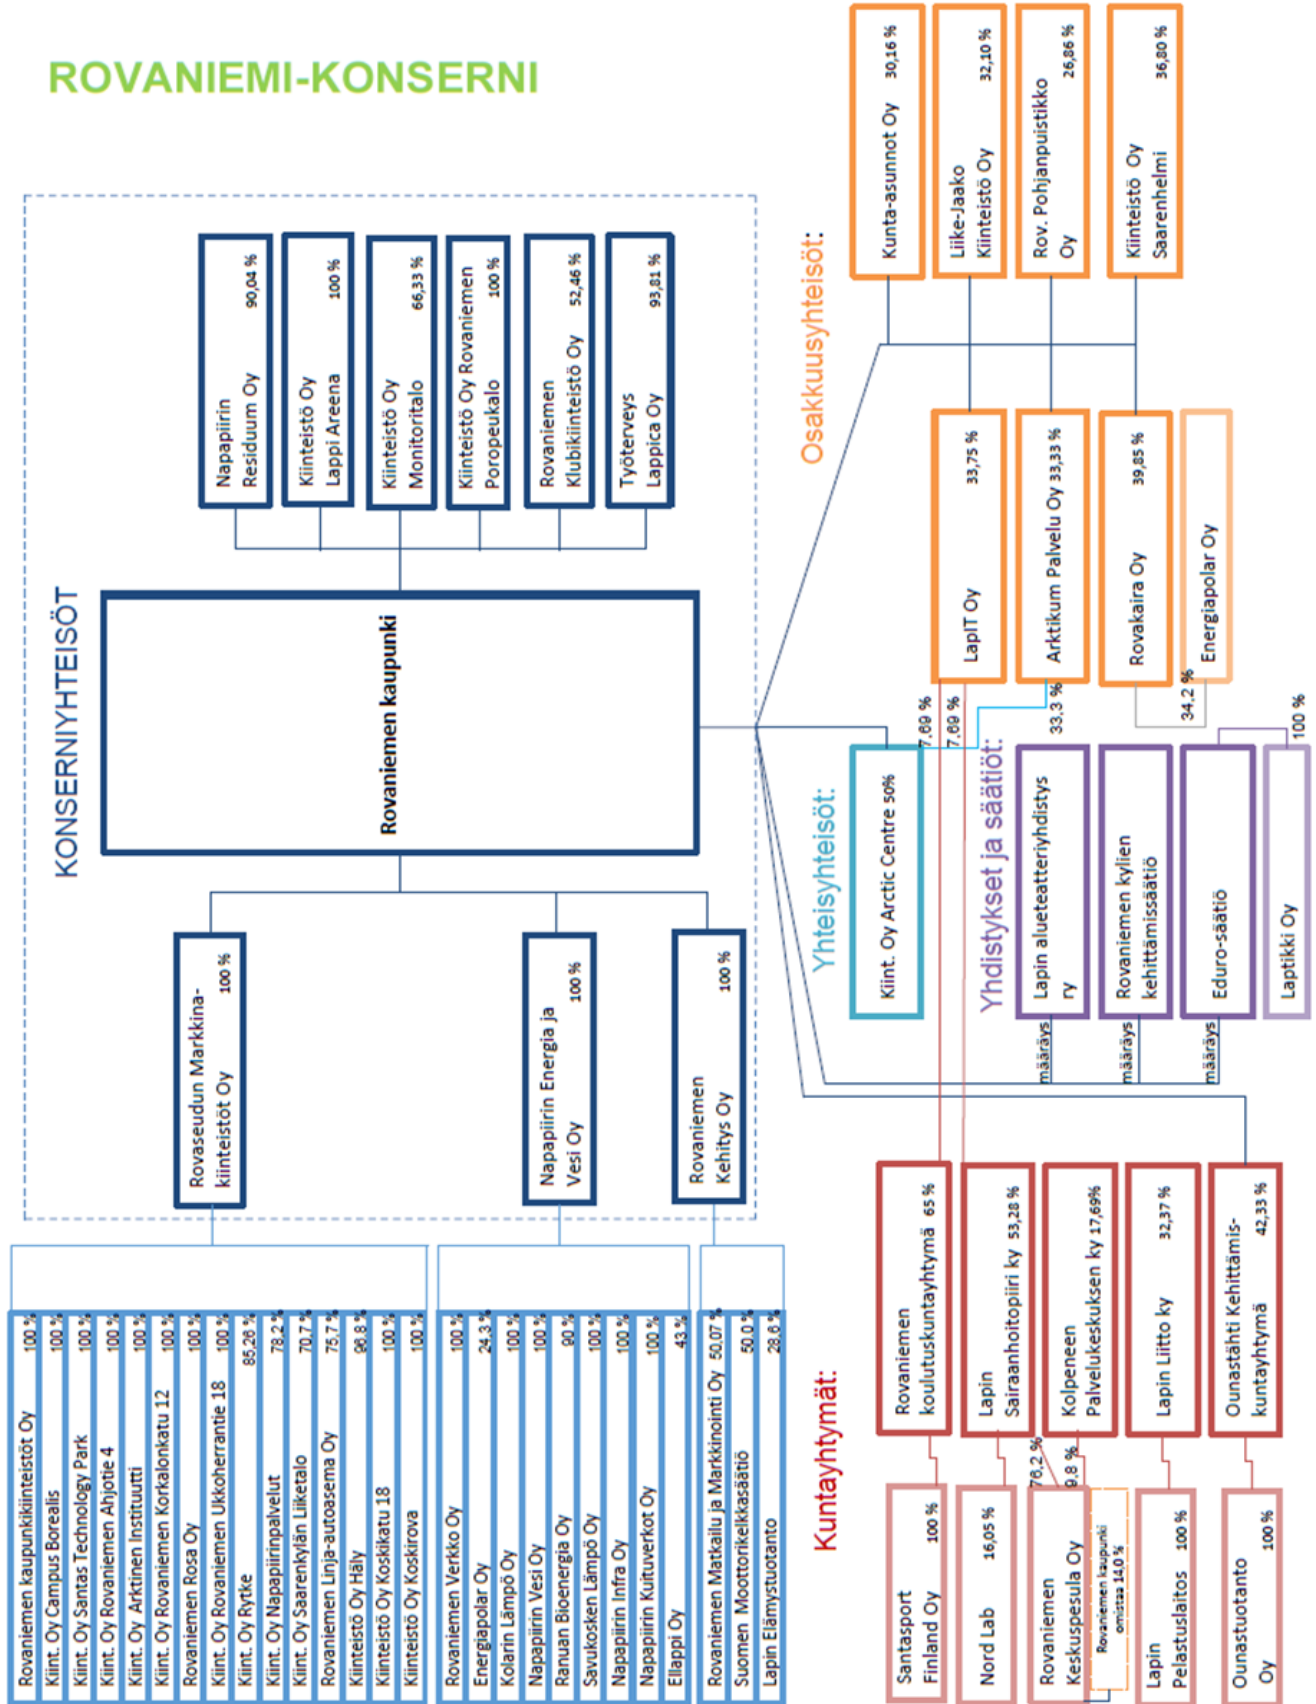 ROVANIEMI-KONSERNI
KONSERNIYHTEISÖT
Rovaniemen kaupunki
Napapiirin
Residuum Oy 90,04 %
Kiinteistö Oy
Lappi Areena 100 %
Kiinteistö Oy
Monitoritalo 66,33 %
Kiinteistö Oy Rovaniemen
Poropeukalo 100 %
Rovaniemen
Klubikiinteistö Oy 52,46 %
Työterveys
Lappica Oy 93,81 %
Rovaseudun Markkina-
kiinteistöt Oy 100 %
Napapiirin Energia ja
Vesi Oy 100 %
Rovaniemen
Kehitys Oy 100 %
Rovaniemen kaupunkikiinteistöt Oy 100 %
Kiint. Oy Campus Borealis 100 %
Kiint. Oy Santas Technology Park 100 %
Kiint. Oy Rovaniemen Ahjotie 4 100 %
Kiint. Oy Arktinen Instituutti 100 %
Kiint. Oy Rovaniemen Korkalonkatu 12 100 %
Rovaniemen Rosa Oy 100 %
Kiint. Oy Rovaniemen Ukkoherrantie 18 100 %
Kiint. Oy Rytke 85,26 %
Kiint. Oy Napapiirinpalvelut 78,2 %
Kiint. Oy Saarenkylän Liiketalo 70,7 %
Rovaniemen Linja-autoasema Oy 75,7 %
Kiinteistö Oy Häly 96,8 %
Kiinteistö Oy Koskikatu 18 100 %
Kiinteistö Oy Koskirova 100 %
Rovaniemen Verkko Oy 100 %
Energiapolar Oy 24,3 %
Kolarin Lämpö Oy 100 %
Napapiirin Vesi Oy 100 %
Ranuan Bioenergia Oy 90 %
Savukosken Lämpö Oy 100 %
Napapiirin Infra Oy 100 %
Napapiirin Kuituverkot Oy 100 %
Ellappi Oy 43 %
Rovaniemen Matkailu ja Markkinointi Oy 50,07 %
Suomen Moottorikelkkasäätiö 50.0 %
Lapin Elämystuotanto 28,6 %
Osakkuusyhteisöt:
Kunta-asunnot Oy 30,16 %
Liike-Jaako
Kiinteistö Oy 32,10 %
Rov. Pohjanpuistikko
Oy 26,86 %
Kiinteistö Oy
Saarenhelmi 36,80 %
LapIT Oy 33,75 %
Arktikum Palvelu Oy 33,33 %
Rovakaira Oy 39,85 %
Energiapolar Oy
7,69 %
7,69 %
33,3 %
34,2 %
Yhteisyhteisöt:
Kiint. Oy Arctic Centre 50%
Yhdistykset ja säätiöt:
Lapin alueteatteriyhdistys
ry
määräys
Rovaniemen kylien
kehittämissäätiö
määräys
Eduro-säätiö
määräys
Laptikki Oy
100 %
Kuntayhtymät:
Rovaniemen
koulutuskuntayhtymä 65 %
Lapin
Sairaanhoitopiiri ky 53,28 %
Kolpeneen
Palvelukeskuksen ky 17,69%
Lapin Liitto ky 32,37 %
Ounastähti Kehittämis-
kuntayhtymä 42,33 %
Santasport
Finland Oy 100 %
Nord Lab 16,05 %
76,2 %
9,8 %
Rovaniemen
Keskuspesula Oy
Rovaniemen kaupunki
omistaa 14,0 %
Lapin
Pelastuslaitos 100 %
Ounastuotanto
Oy 100 %